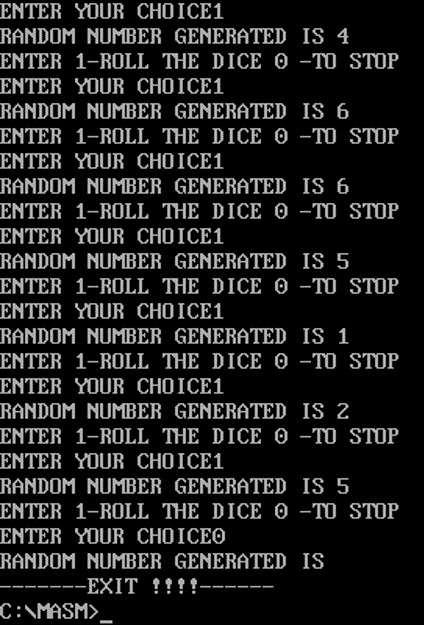 ENTER YOUR CHOICE1
RANDOM NUMBER GENERATED IS 4
ENTER 1-ROLL THE DICE 0 -TO STOP
ENTER YOUR CHOICE1
RANDOM NUMBER GENERATED IS 6
ENTER 1-ROLL THE DICE 0 -TO STOP
ENTER YOUR CHOICE1
RANDOM NUMBER GENERATED IS 6
ENTER 1-ROLL THE DICE 0 -TO STOP
ENTER YOUR CHOICE1
RANDOM NUMBER GENERATED IS 5
ENTER 1-ROLL THE DICE 0 -TO STOP
ENTER YOUR CHOICE1
RANDOM NUMBER GENERATED IS 1
ENTER 1-ROLL THE DICE 0 -TO STOP
ENTER YOUR CHOICE1
RANDOM NUMBER GENERATED IS 2
ENTER 1-ROLL THE DICE 0 -TO STOP
ENTER YOUR CHOICE1
RANDOM NUMBER GENERATED IS 5
ENTER 1-ROLL THE DICE 0 -TO STOP
ENTER YOUR CHOICE0
RANDOM NUMBER GENERATED IS
-------EXIT !!!!------
C:\MASM>_